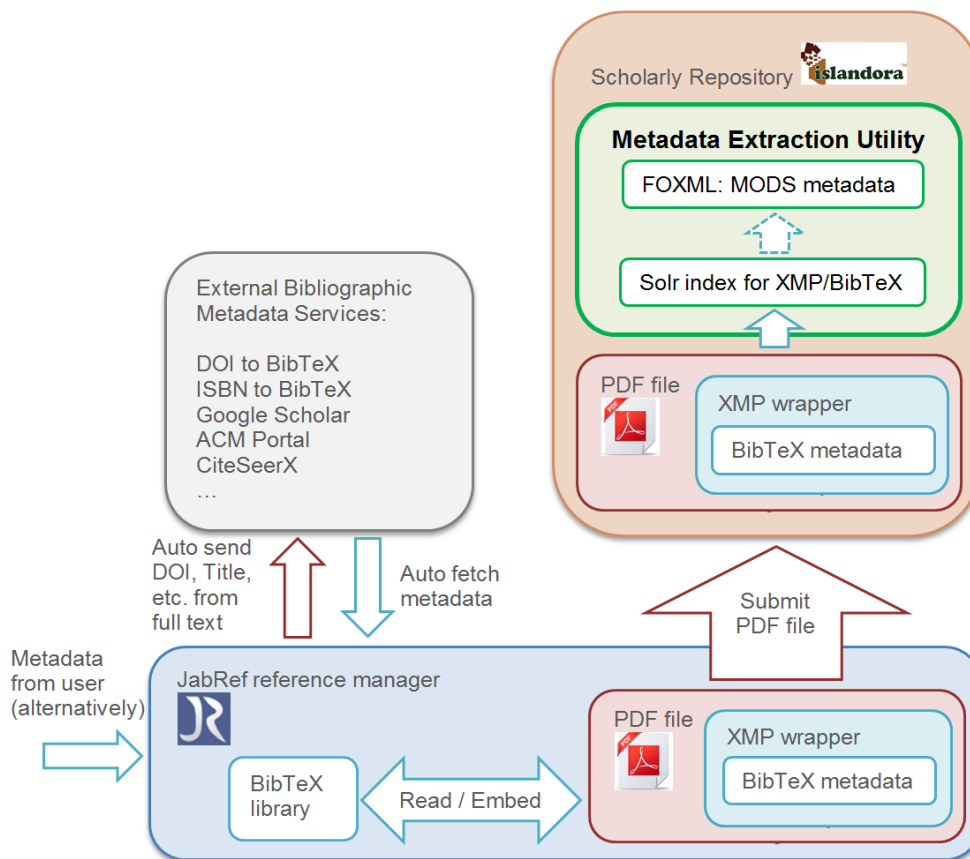 Scholarly Repository
islandora
TM
Metadata Extraction Utility
FOXML: MODS metadata
Solr index for XMP/BibTeX
PDF file
PDF
XMP wrapper
BibTeX metadata
External Bibliographic
Metadata Services:
DOI to BibTeX
ISBN to BibTeX
Google Scholar
ACM Portal
CiteSeerX
…
Auto send
DOI, Title,
etc. from
full text
Auto fetch
metadata
Submit
PDF file
Metadata
from user
(alternatively)
JabRef reference manager
JR
BibTeX
library
Read / Embed
PDF file
PDF
XMP wrapper
BibTeX metadata